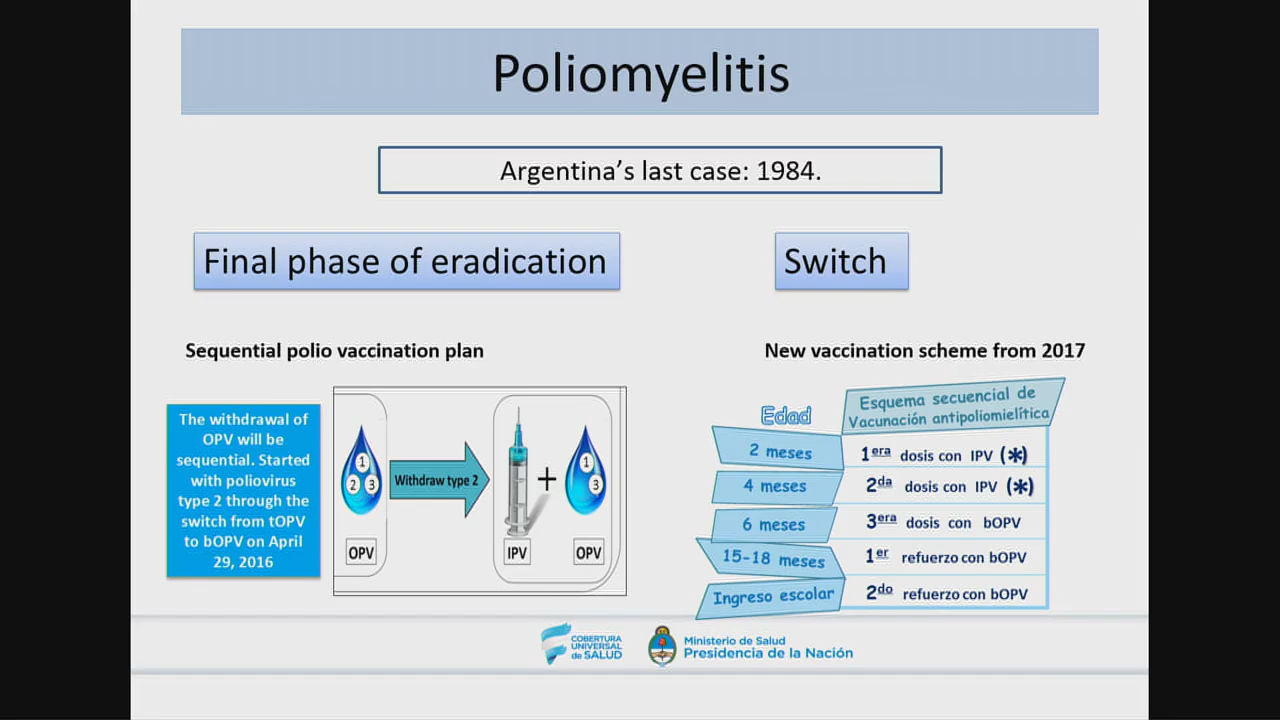 Poliomyelitis
Argentina's last case: 1984.
Final phase of eradication
Switch
Sequential polio vaccination plan
New vaccination scheme from 2017
The withdrawal of
OPV will be
sequential. Started
with poliovirus
type 2 through the
switch from tOPV
to bOPV on April
29, 2016
1
2 3
OPV
Withdraw type 2
IPV
+
1
3
OPV
Edad
Esquema secuencial de
Vacunación antipoliomielítica
2 meses 1era dosis con IPV (*)
4 meses 2da dosis con IPV (*)
6 meses 3era dosis con bOPV
15-18 meses 1er refuerzo con bOPV
Ingreso escolar 2do refuerzo con bOPV
COBERTURA
UNIVERSAL
de SALUD
Ministerio de Salud
Presidencia de la Nación